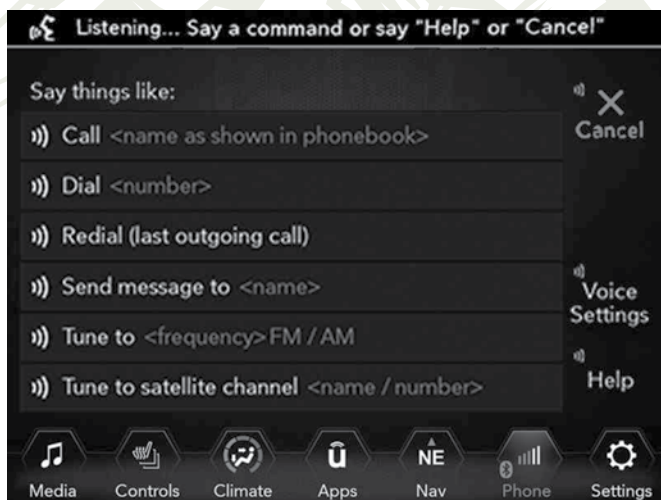 Listening... Say a command or say "Help" or "Cancel"
Say things like:
Call <name as shown in phonebook>
Dial <number>
Redial (last outgoing call)
Send message to <name>
Tune to <frequency> FM / AM
Tune to satellite channel <name / number>
Cancel
Voice
Settings
Help
û
NE
Media
Controls
Climate
Apps
Nav
Phone
Settings